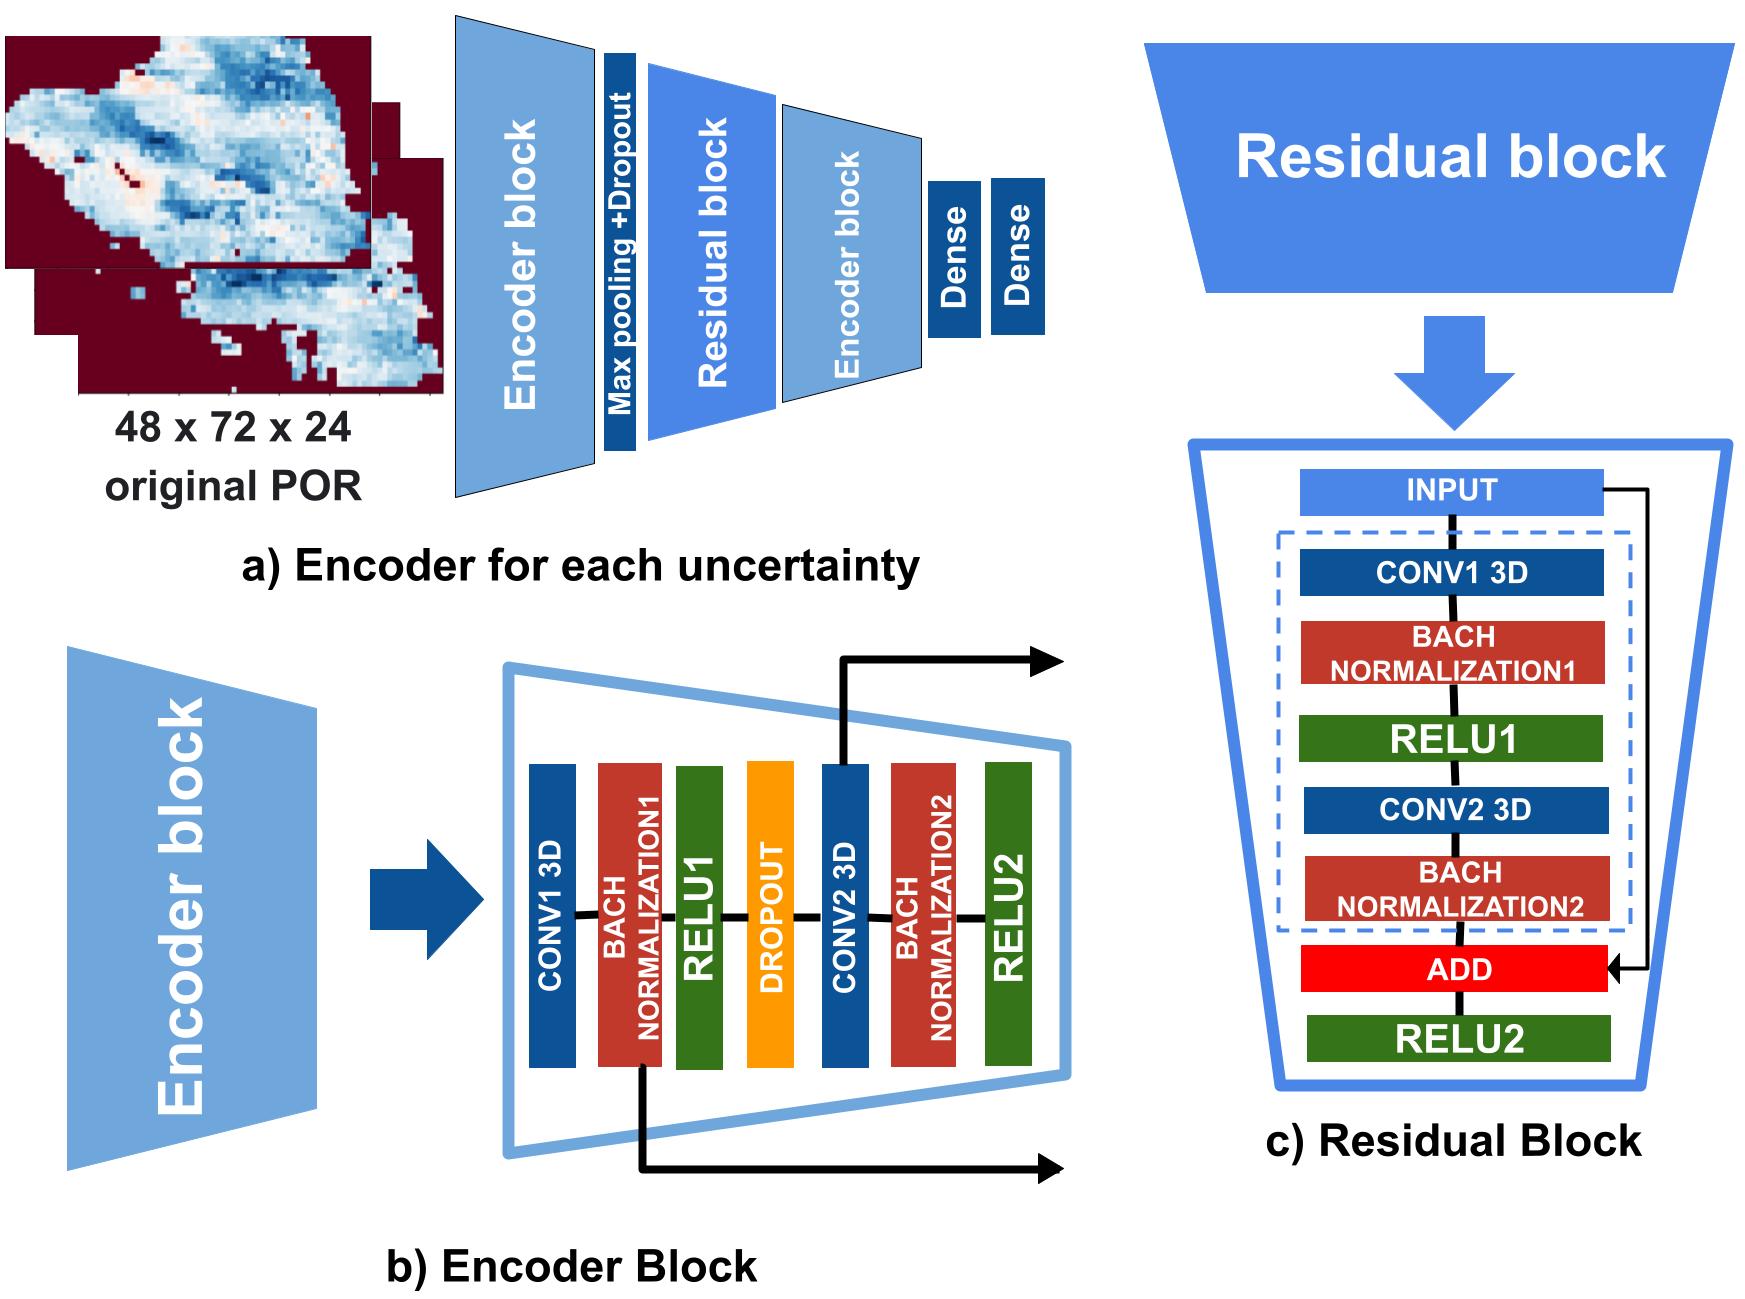 48 x 72 x 24
original POR
Encoder block
Max pooling +Dropout
Residual block
Encoder block
Dense
Dense
a) Encoder for each uncertainty
Encoder block
CONV1 3D
BACH
NORMALIZATION1
RELU1
DROPOUT
CONV2 3D
BACH
NORMALIZATION2
RELU2
b) Encoder Block
Residual block
INPUT
CONV1 3D
BACH
NORMALIZATION1
RELU1
CONV2 3D
BACH
NORMALIZATION2
ADD
RELU2
c) Residual Block